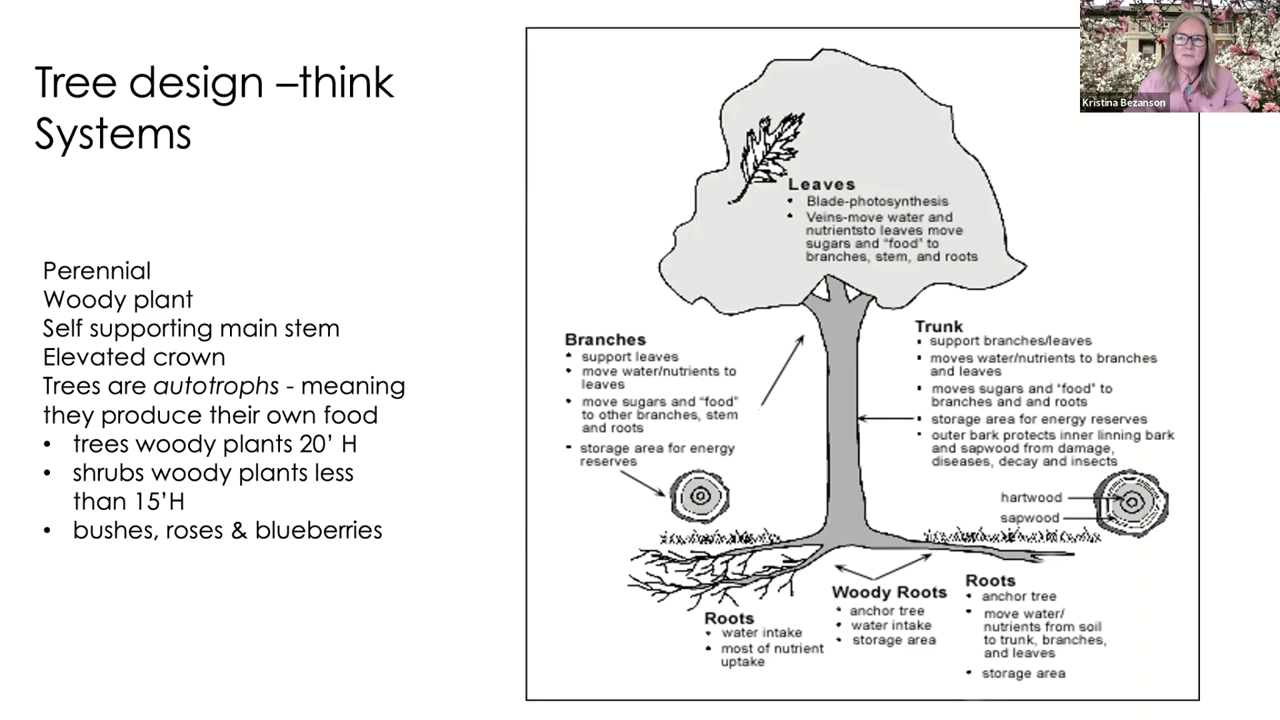 Tree design –think
Systems
Perennial
Woody plant
Self supporting main stem
Elevated crown
Trees are autotrophs - meaning
they produce their own food
• trees woody plants 20’ H
• shrubs woody plants less
than 15’H
• bushes, roses & blueberries
Kristina Bezanson
Leaves
• Blade-photosynthesis
• Veins-move water and
nutrientsto leaves move
sugars and “food” to
branches, stem, and roots
Branches
• support leaves
• move water/nutrients to
leaves
• move sugars and “food”
to other branches, stem
and roots
- storage area for energy
reserves
Trunk
• support branches/leaves
• moves water/nutrients to branches
and leaves
• moves sugars and “food” to
branches and and roots
• storage area for energy reserves
• outer bark protects inner linning bark
and sapwood from damage,
diseases, decay and insects
hartwood
sapwood
Roots
• water intake
• most of nutrient
uptake
Woody Roots
• anchor tree
• water intake
• storage area
Roots
• anchor tree
• move water/
nutrients from soil
to trunk, branches,
and leaves
• storage area